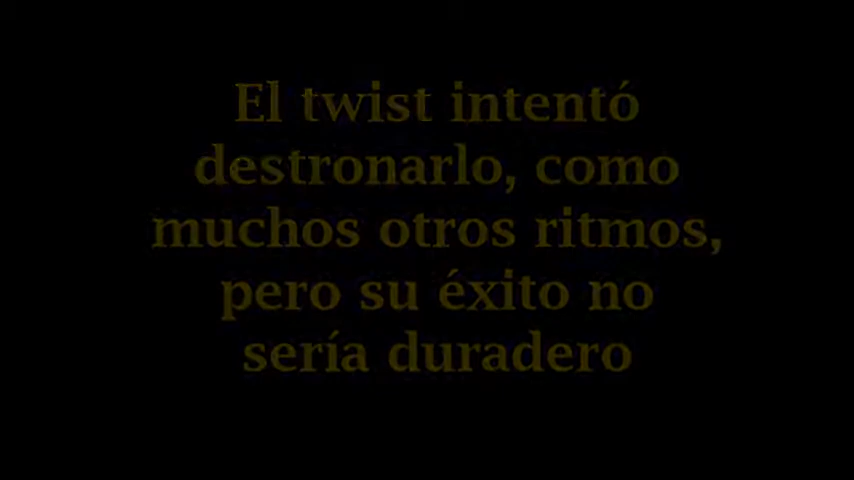 El twist intentó
destronarlo, como
muchos otros ritmos,
pero su éxito no
sería duradero